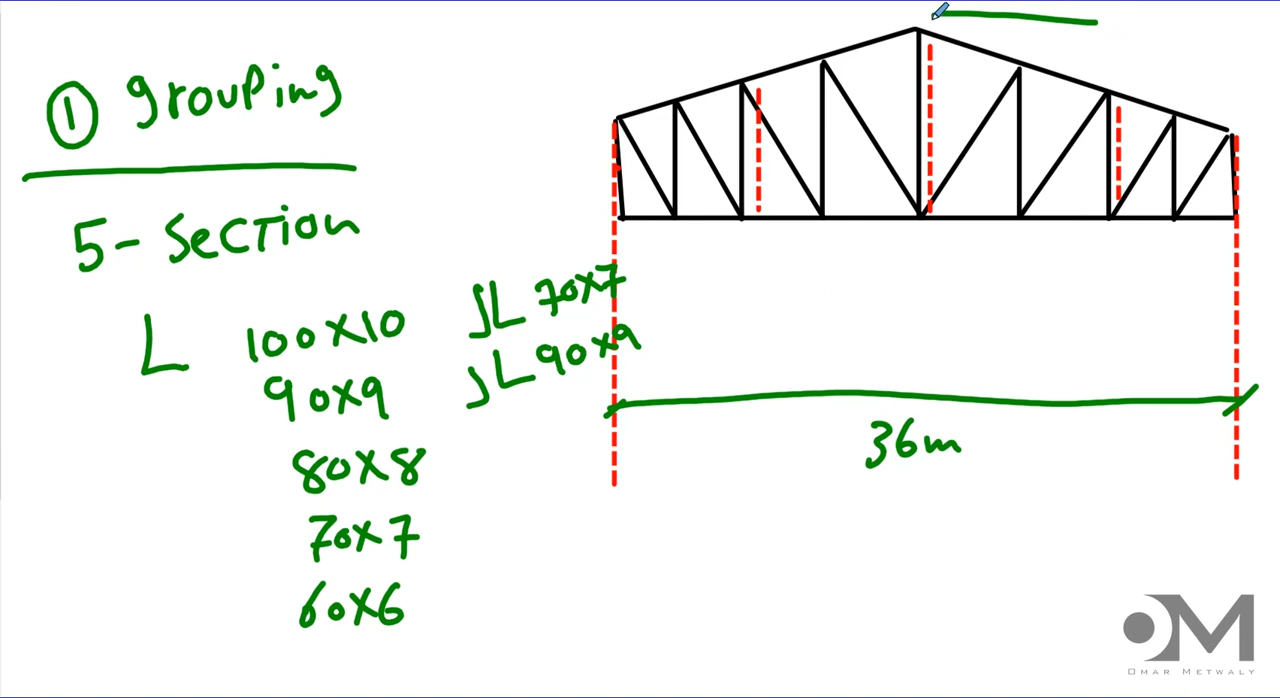 ① grouping
5- Section
L 100x10
90x9
80x8
70x7
60x6
⅃L 70x7
⅃L 90x9
36m
OM
OMAR METWALY